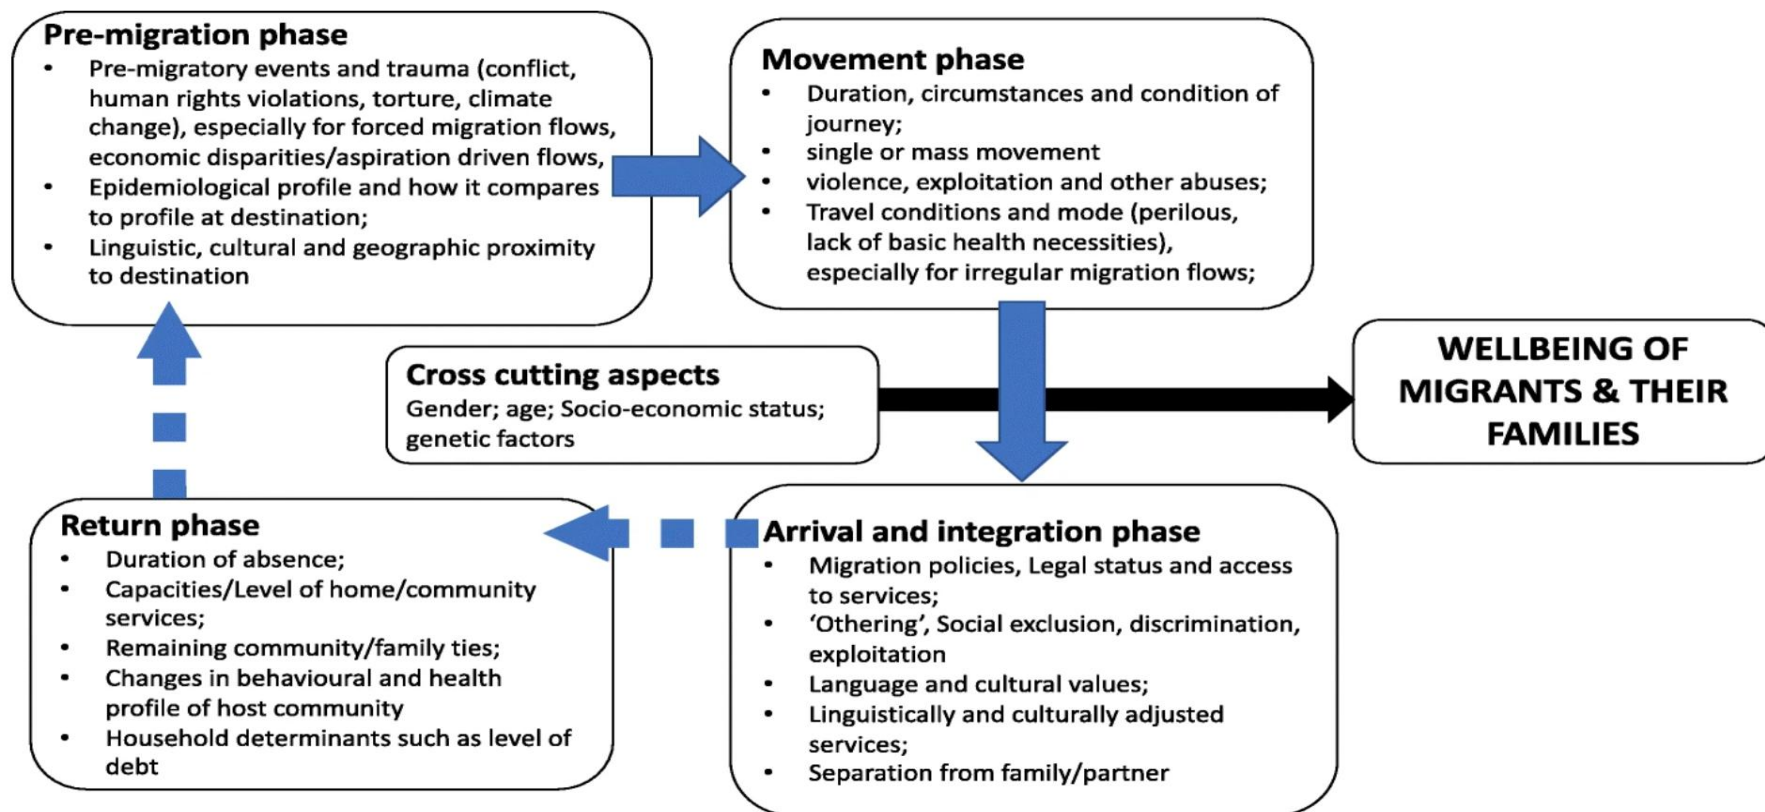 Pre-migration phase
• Pre-migratory events and trauma (conflict,
human rights violations, torture, climate
change), especially for forced migration flows,
economic disparities/aspiration driven flows,
• Epidemiological profile and how it compares
to profile at destination;
• Linguistic, cultural and geographic proximity
to destination
Movement phase
• Duration, circumstances and condition of
journey;
• single or mass movement
• violence, exploitation and other abuses;
• Travel conditions and mode (perilous,
lack of basic health necessities),
especially for irregular migration flows;
Cross cutting aspects
Gender; age; Socio-economic status;
genetic factors
WELLBEING OF
MIGRANTS & THEIR
FAMILIES
Return phase
• Duration of absence;
• Capacities/Level of home/community
services;
• Remaining community/family ties;
• Changes in behavioural and health
profile of host community
• Household determinants such as level of
debt
Arrival and integration phase
• Migration policies, Legal status and access
to services;
• ‘Othering’, Social exclusion, discrimination,
exploitation
• Language and cultural values;
• Linguistically and culturally adjusted
services;
• Separation from family/partner